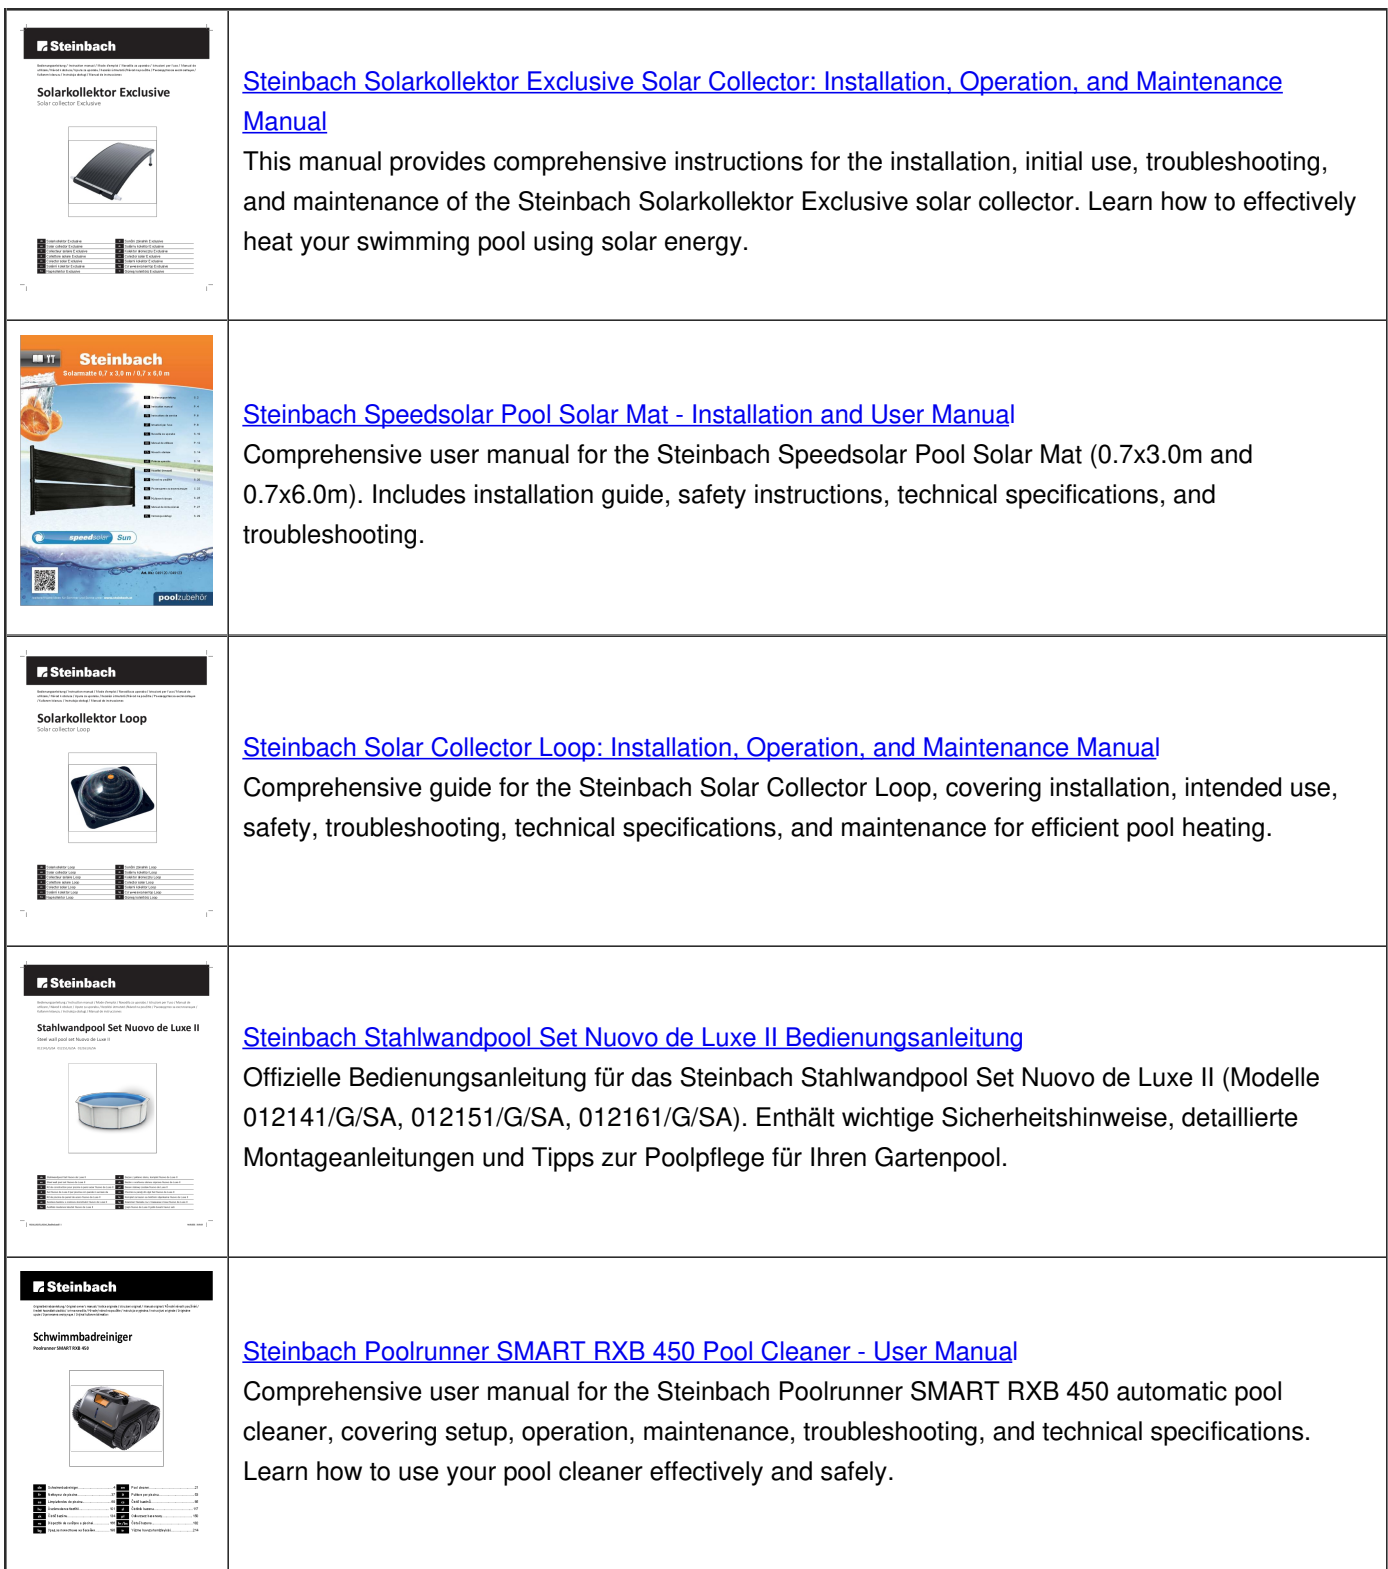 Steinbach
Solarkollektor Exclusive
Solar collector Exclusive
Steinbach Solarkollektor Exclusive Solar Collector: Installation, Operation, and Maintenance
Manual
This manual provides comprehensive instructions for the installation, initial use, troubleshooting,
and maintenance of the Steinbach Solarkollektor Exclusive solar collector. Learn how to effectively
heat your swimming pool using solar energy.
Steinbach
Solarmatte 0,7 x 3,0 m / 0,7 x 6,0 m
speedsolar Sun
poolzubehör
Steinbach Speedsolar Pool Solar Mat - Installation and User Manual
Comprehensive user manual for the Steinbach Speedsolar Pool Solar Mat (0.7x3.0m and
0.7x6.0m). Includes installation guide, safety instructions, technical specifications, and
troubleshooting.
Steinbach
Solarkollektor Loop
Solar collector Loop
Steinbach Solar Collector Loop: Installation, Operation, and Maintenance Manual
Comprehensive guide for the Steinbach Solar Collector Loop, covering installation, intended use,
safety, troubleshooting, technical specifications, and maintenance for efficient pool heating.
Steinbach
Stahlwandpool Set Nuovo de Luxe II
Steel wall pool set Nuovo de Luxe II
Steinbach Stahlwandpool Set Nuovo de Luxe II Bedienungsanleitung
Offizielle Bedienungsanleitung für das Steinbach Stahlwandpool Set Nuovo de Luxe II (Modelle
012141/G/SA, 012151/G/SA, 012161/G/SA). Enthält wichtige Sicherheitshinweise, detaillierte
Montageanleitungen und Tipps zur Poolpflege für Ihren Gartenpool.
Steinbach
Schwimmbadreiniger
Poolrunner SMART RXB 450
Steinbach Poolrunner SMART RXB 450 Pool Cleaner - User Manual
Comprehensive user manual for the Steinbach Poolrunner SMART RXB 450 automatic pool
cleaner, covering setup, operation, maintenance, troubleshooting, and technical specifications.
Learn how to use your pool cleaner effectively and safely.